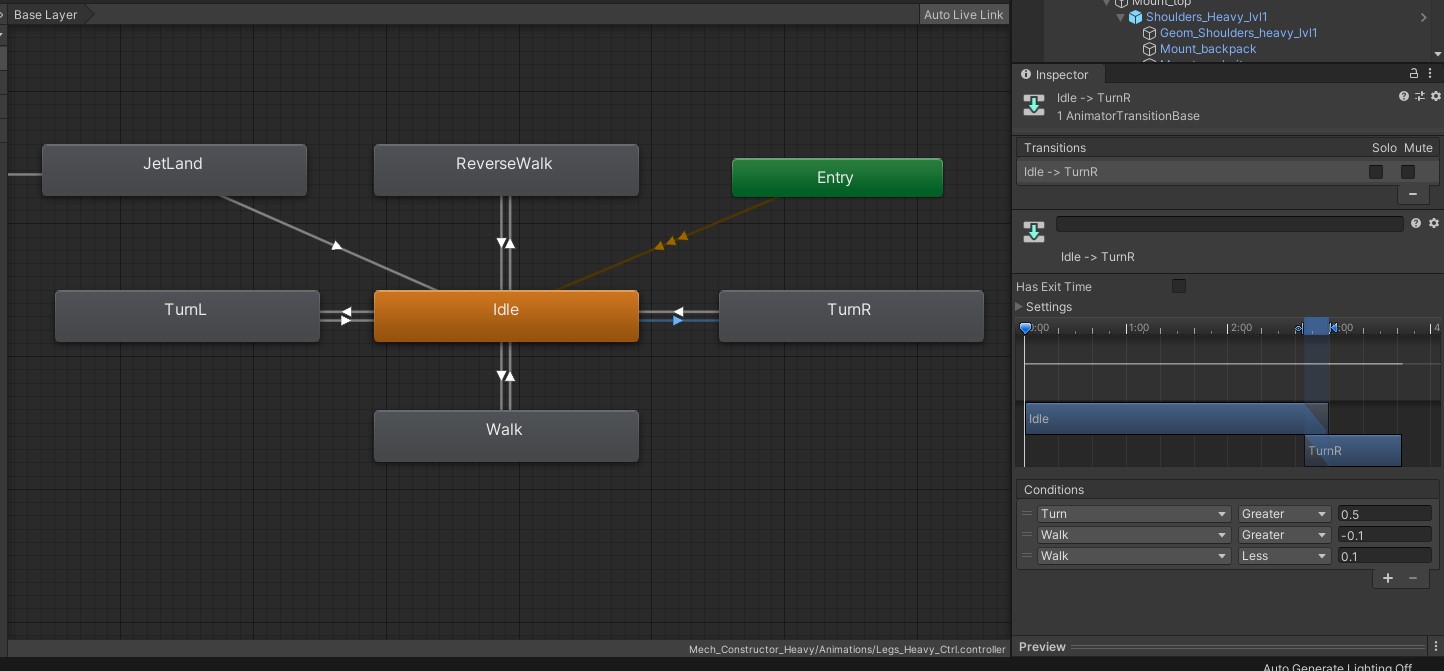 Base Layer
Auto Live Link
Mount_top
Shoulders_Heavy_lvl1
Geom_Shoulders_heavy_lvl1
Mount_backpack
Inspector
Idle -> TurnR
1 AnimatorTransitionBase
Transitions Solo Mute
Idle -> TurnR
Idle -> TurnR
Has Exit Time
Settings
0:00 1:00 2:00 :00 4
Idle
TurnR
Conditions
Turn Greater 0.5
Walk Greater -0.1
Walk Less 0.1
Preview
JetLand
ReverseWalk
Entry
TurnL
Idle
TurnR
Walk
Mech_Constructor_Heavy/Animations/Legs_Heavy_Ctrl.controller
Auto Generate Lighting Off